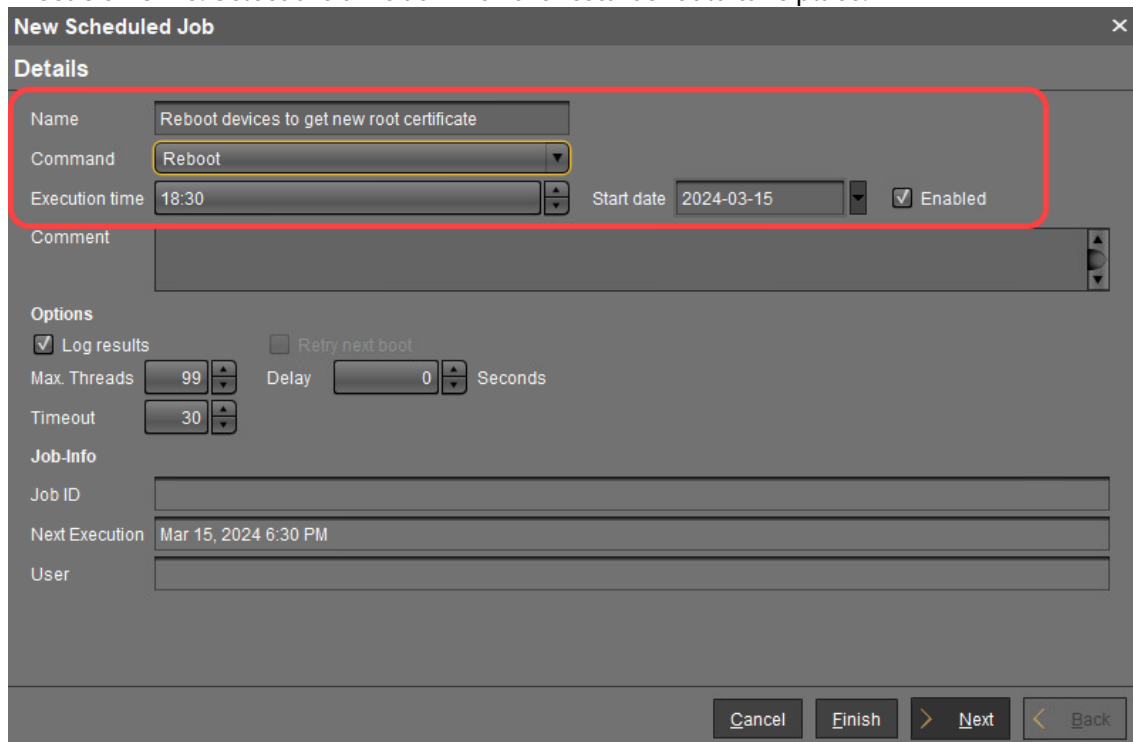 New Scheduled Job
Details
Name Reboot devices to get new root certificate
Command Reboot
Execution time 18:30 Start date 2024-03-15 Enabled
Comment
Options
Log results Retry next boot
Max. Threads 99 Delay 0 Seconds
Timeout 30
Job-Info
Job ID
Next Execution Mar 15, 2024 6:30 PM
User
Cancel Finish Next Back